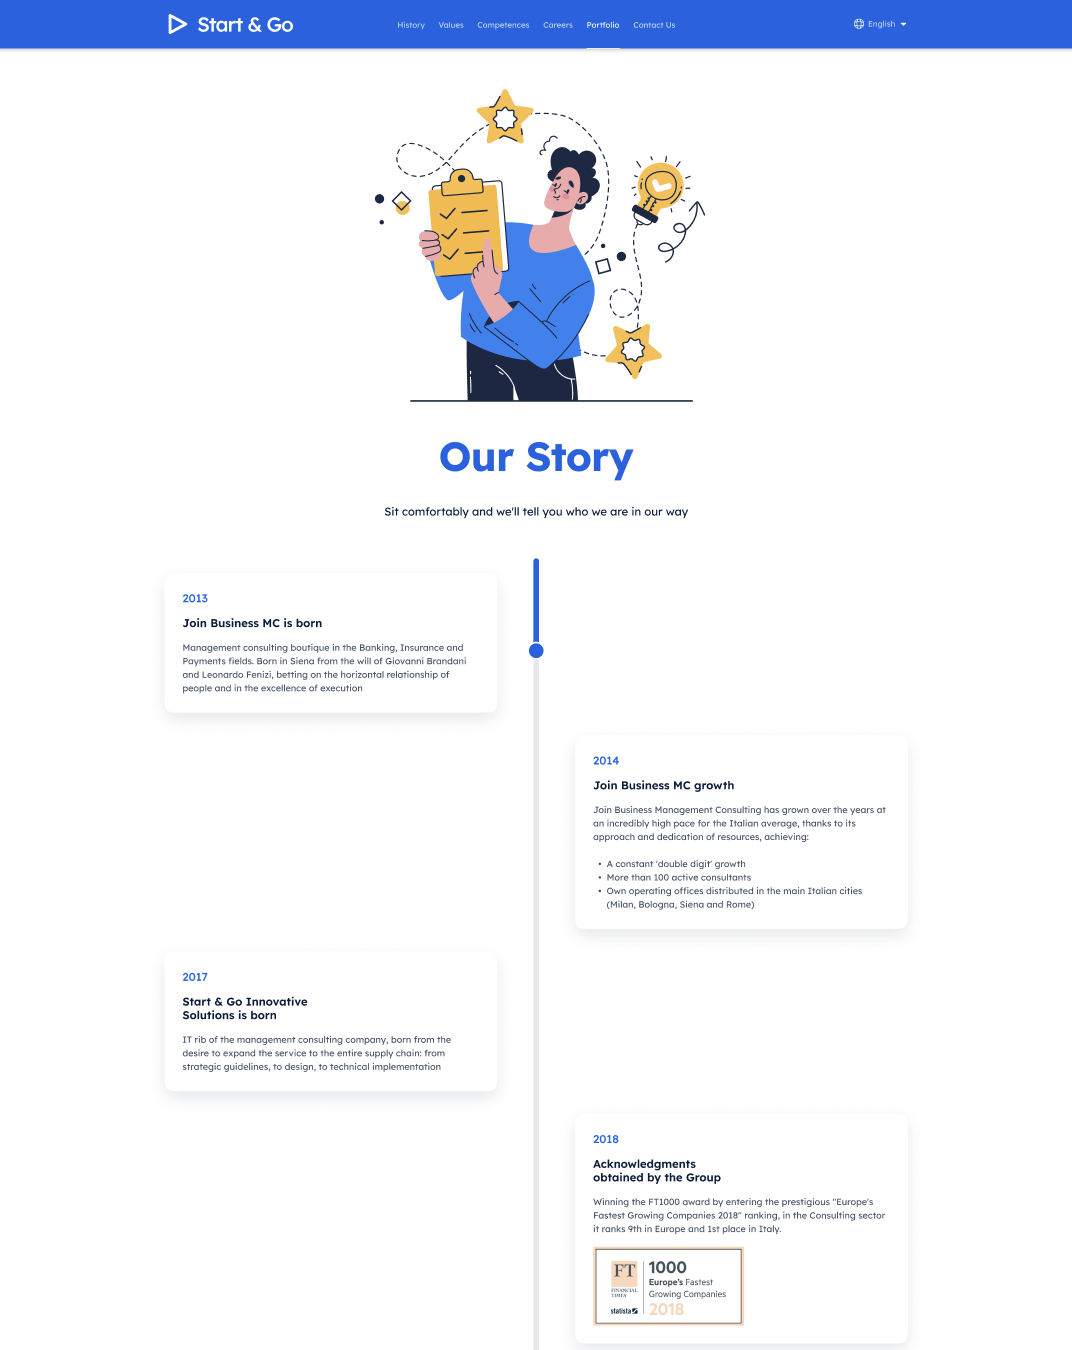 Start & Go
History Values Competences Careers Portfolio Contact Us
English
Our Story
Sit comfortably and we'll tell you who we are in our way
2013
Join Business MC is born
Management consulting boutique in the Banking, Insurance and
Payments fields. Born in Siena from the will of Giovanni Brandani
and Leonardo Fenizi, betting on the horizontal relationship of
people and in the excellence of execution
2014
Join Business MC growth
Join Business Management Consulting has grown over the years at
an incredibly high pace for the Italian average, thanks to its
approach and dedication of resources, achieving:
• A constant 'double digit' growth
• More than 100 active consultants
• Own operating offices distributed in the main Italian cities
(Milan, Bologna, Siena and Rome)
2017
Start & Go Innovative
Solutions is born
IT rib of the management consulting company, born from the
desire to expand the service to the entire supply chain: from
strategic guidelines, to design, to technical implementation
2018
Acknowledgments
obtained by the Group
Winning the FT1000 award by entering the prestigious "Europe's
Fastest Growing Companies 2018" ranking, in the Consulting sector
it ranks 9th in Europe and 1st place in Italy.
FT
FINANCIAL
TIMES
statista
1000
Europe's Fastest
Growing Companies
2018